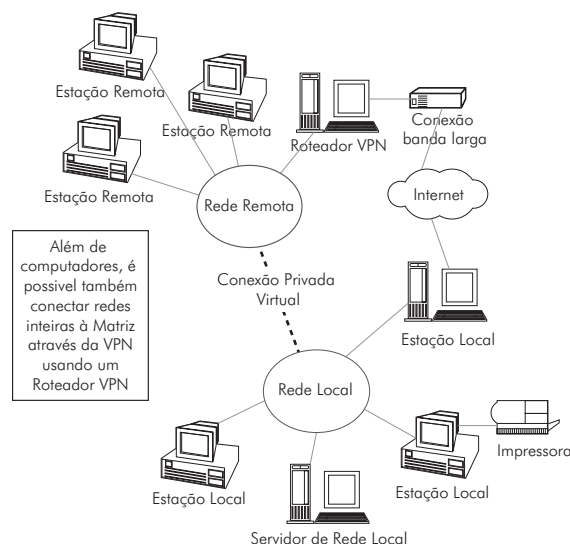 Estação Remota
Estação Remota
Estação Remota
Roteador VPN
Conexão
banda larga
Rede Remota
Internet
Além de
computadores, é
possivel também
conectar redes
inteiras à Matriz
através da VPN
usando um
Roteador VPN
Conexão Privada
Virtual
Estação Local
Rede Local
Impressora
Estação Local
Estação Local
Servidor de Rede Local